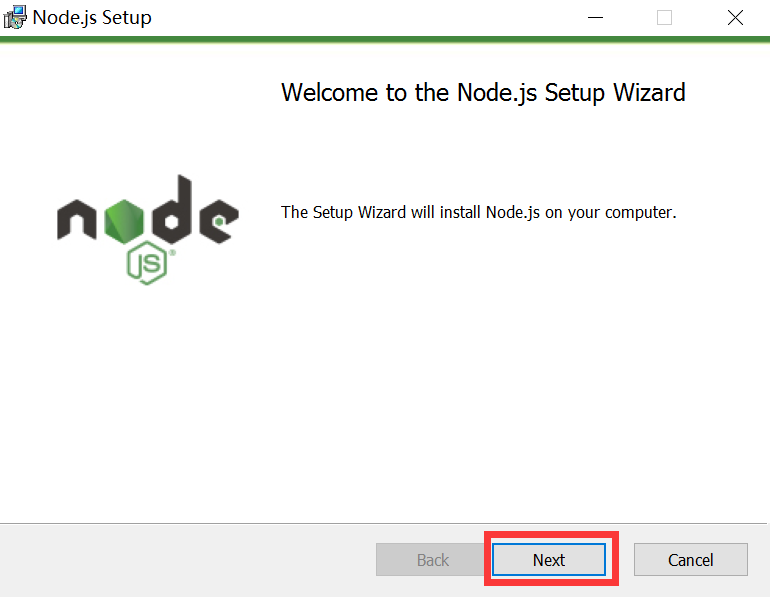 Node.js Setup
Welcome to the Node.js Setup Wizard
node
JS®
The Setup Wizard will install Node.js on your computer.
Back
Next
Cancel